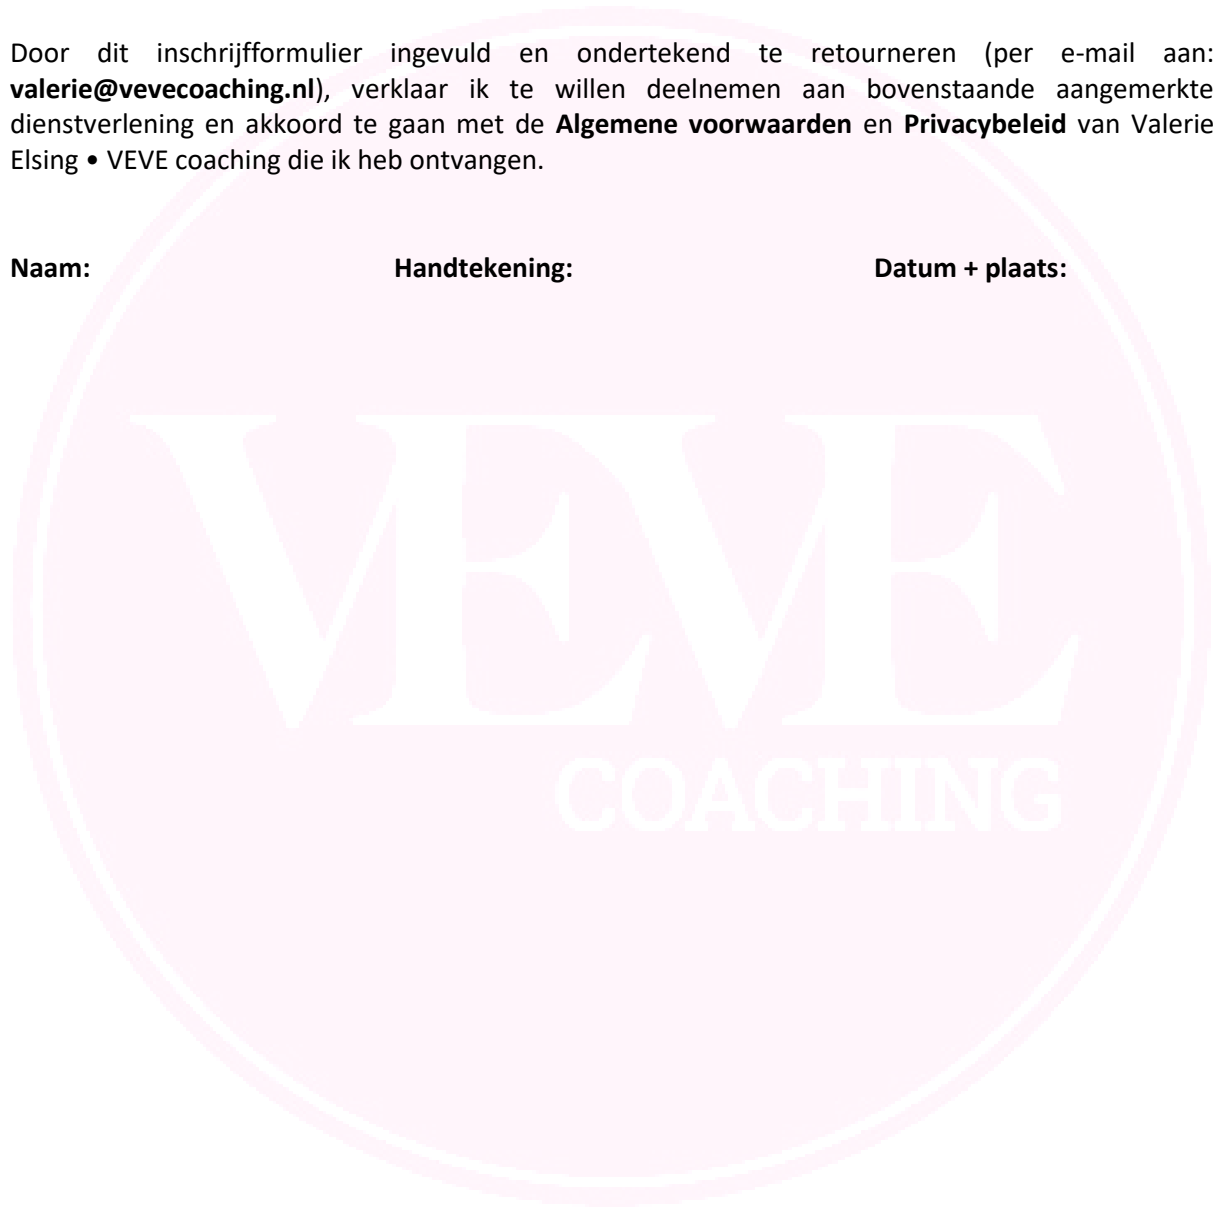 Door dit inschrijfformulier ingevuld en ondertekend te retourneren (per e-mail aan:
valerie@vevecoaching.nl), verklaar ik te willen deelnemen aan bovenstaande aangemerkte
dienstverlening en akkoord te gaan met de Algemene voorwaarden en Privacybeleid van Valerie
Elsing • VEVE coaching die ik heb ontvangen.
Naam: Handtekening: Datum + plaats:
VEVE
COACHING